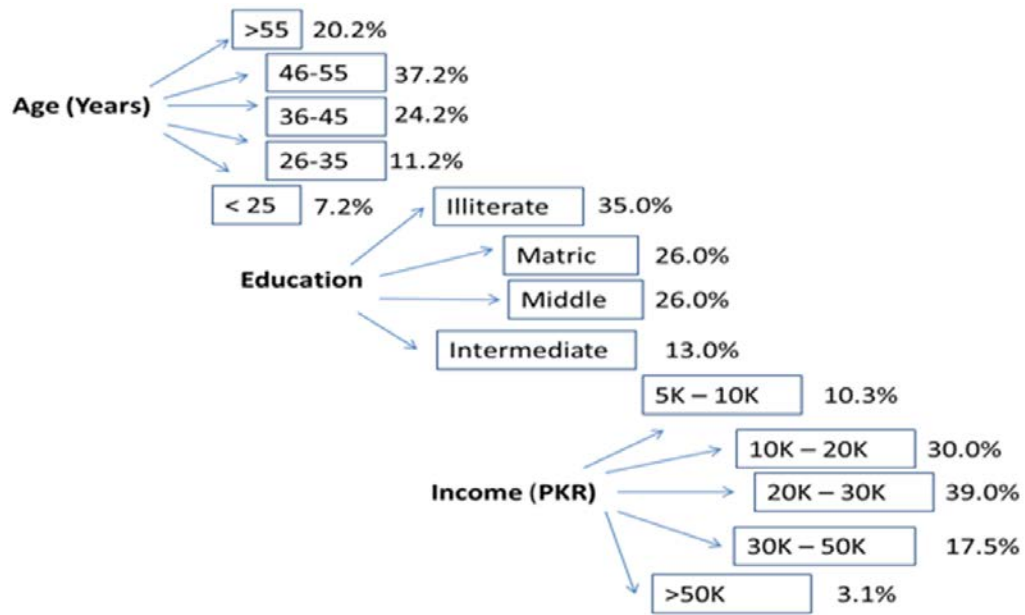 >55 20.2%
46-55 37.2%
Age (Years)
36-45 24.2%
26-35 11.2%
< 25 7.2%
Illiterate 35.0%
Matric 26.0%
Education
Middle 26.0%
Intermediate 13.0%
5K – 10K 10.3%
10K – 20K 30.0%
Income (PKR)
20K – 30K 39.0%
30K – 50K 17.5%
>50K 3.1%